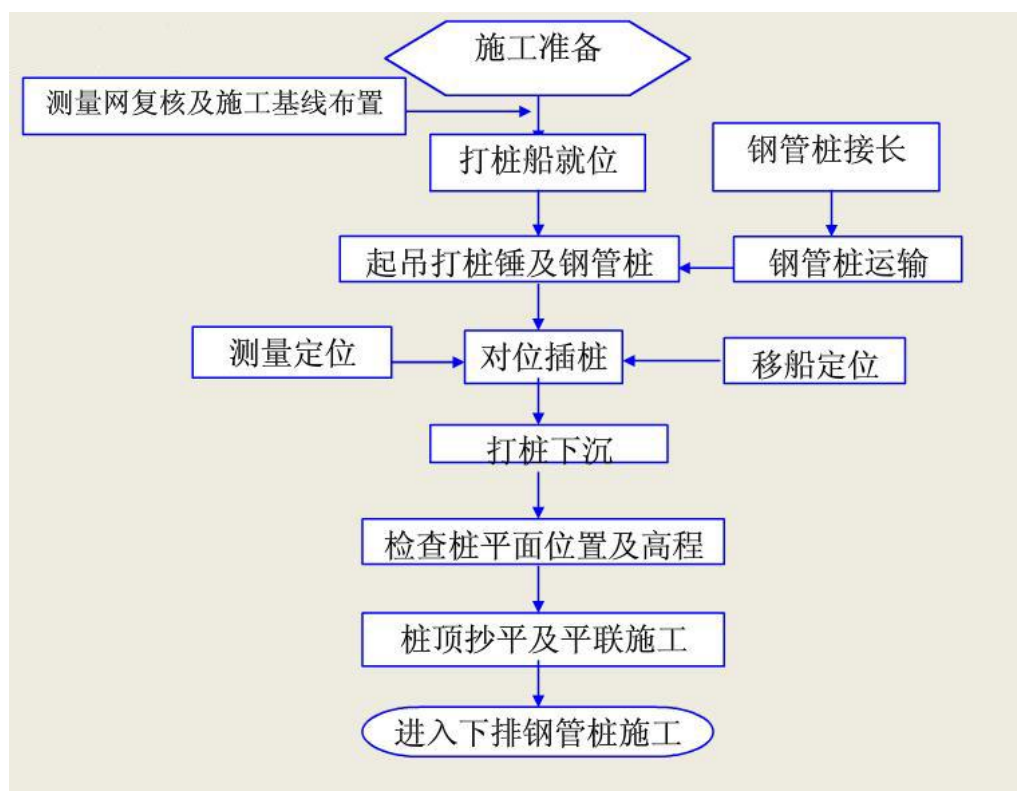 施工准备
测量网复核及施工基线布置
打桩船就位
钢管桩接长
起吊打桩锤及钢管桩
钢管桩运输
测量定位
对位插桩
移船定位
打桩下沉
检查桩平面位置及高程
桩顶抄平及平联施工
进入下排钢管桩施工